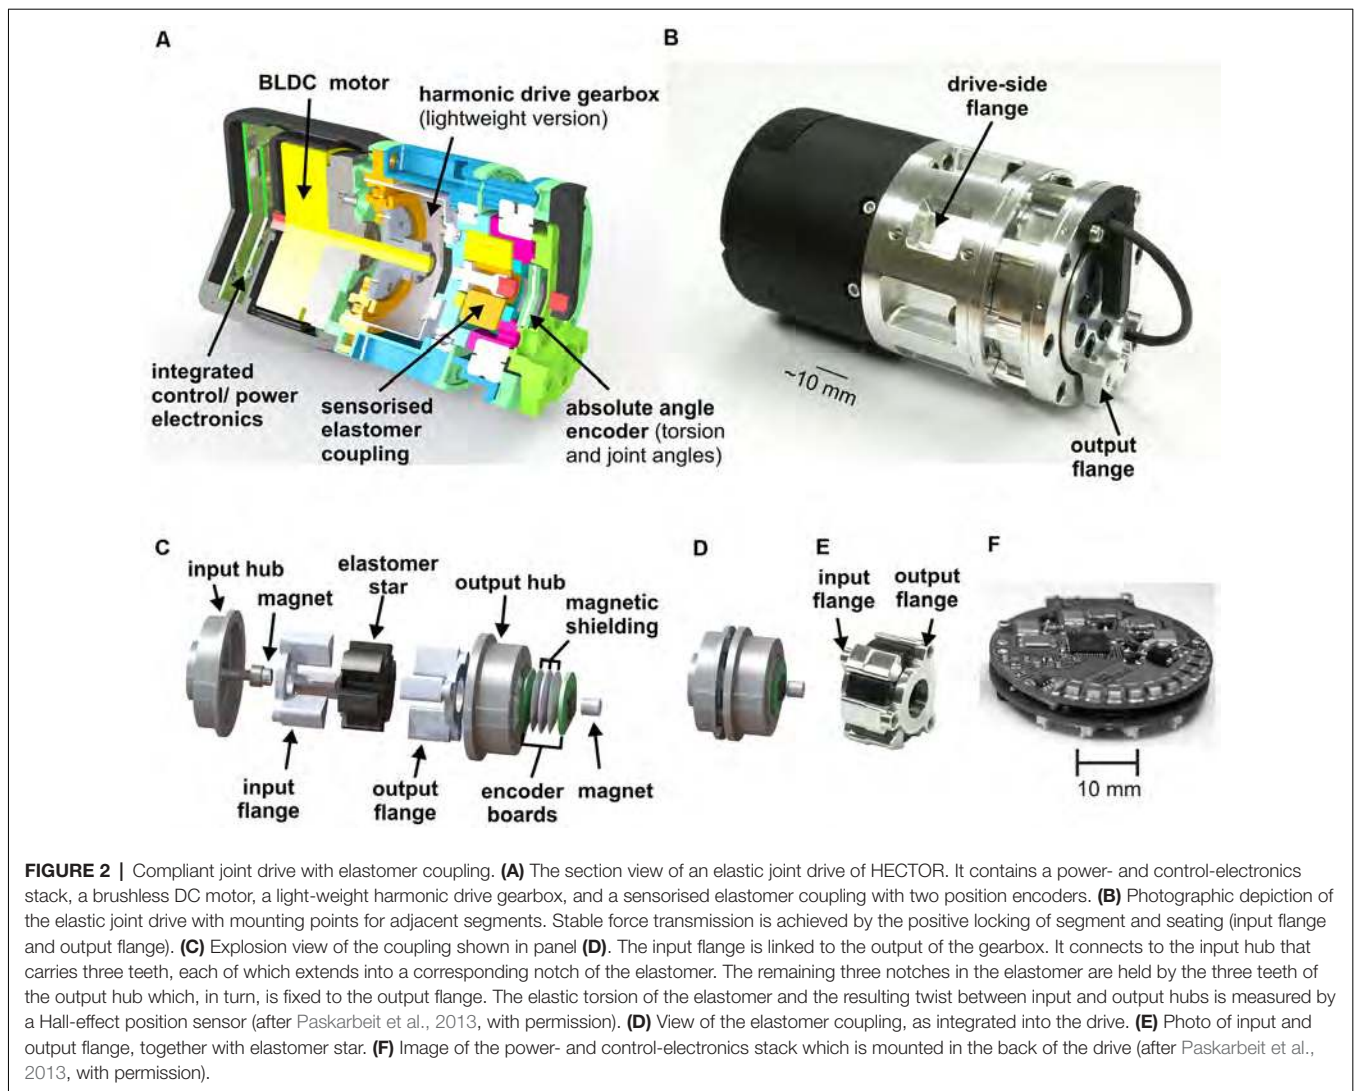 A
B
BLDC motor
harmonic drive gearbox
(lightweight version)
drive-side
flange
integrated
control/ power
electronics
sensorised
elastomer
coupling
absolute angle
encoder (torsion
and joint angles)
~10 mm
output
flange
C
D
E
F
input hub
magnet
elastomer
star
output hub
magnetic
shielding
input
flange
output
flange
input
flange
output
flange
encoder
boards
magnet
10 mm
FIGURE 2 | Compliant joint drive with elastomer coupling. (A) The section view of an elastic joint drive of HECTOR. It contains a power- and control-electronics
stack, a brushless DC motor, a light-weight harmonic drive gearbox, and a sensorised elastomer coupling with two position encoders. (B) Photographic depiction of
the elastic joint drive with mounting points for adjacent segments. Stable force transmission is achieved by the positive locking of segment and seating (input flange
and output flange). (C) Explosion view of the coupling shown in panel (D). The input flange is linked to the output of the gearbox. It connects to the input hub that
carries three teeth, each of which extends into a corresponding notch of the elastomer. The remaining three notches in the elastomer are held by the three teeth of
the output hub which, in turn, is fixed to the output flange. The elastic torsion of the elastomer and the resulting twist between input and output hubs is measured by
a Hall-effect position sensor (after Paskarbeit et al., 2013, with permission). (D) View of the elastomer coupling, as integrated into the drive. (E) Photo of input and
output flange, together with elastomer star. (F) Image of the power- and control-electronics stack which is mounted in the back of the drive (after Paskarbeit et al.,
2013, with permission).